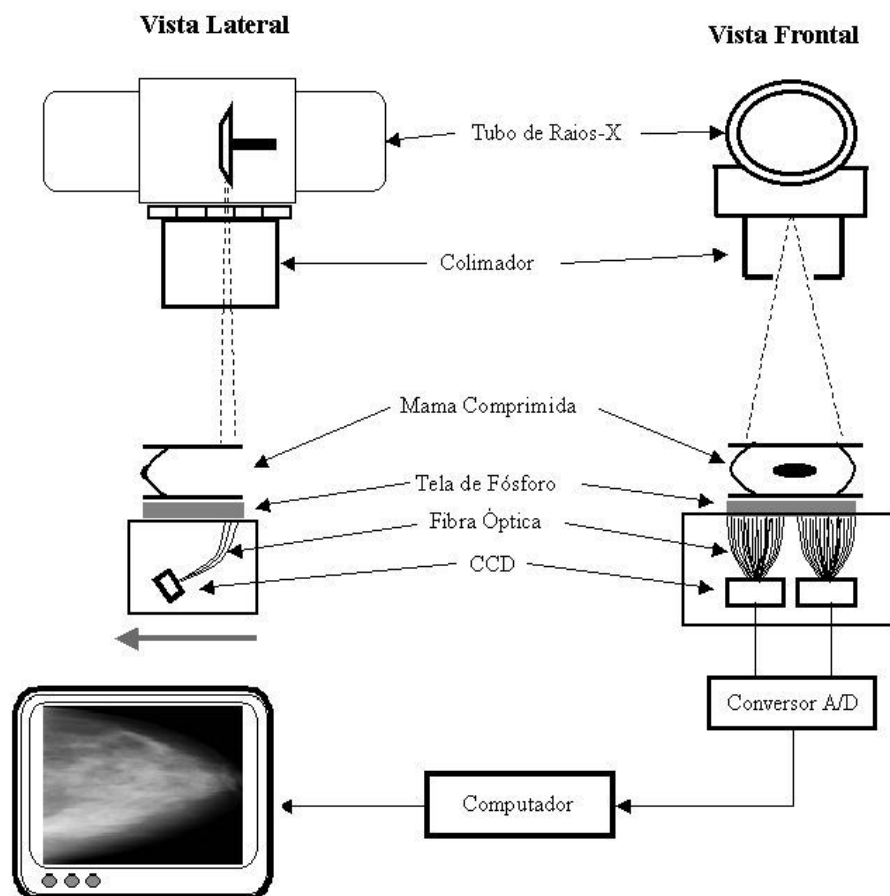 Vista Lateral
Vista Frontal
Tubo de Raios-X
Colimador
Mama Comprimida
Tela de Fósforo
Fibra Óptica
CCD
Conversor A/D
Computador